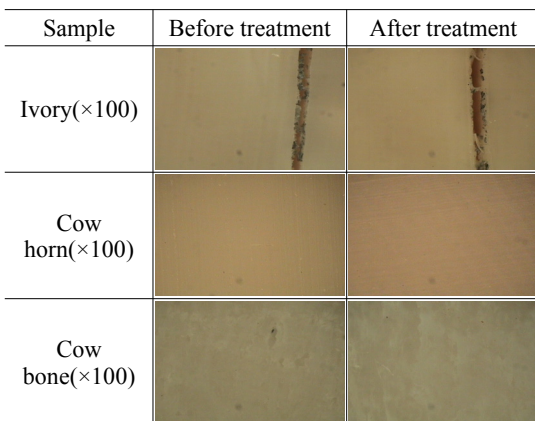 Sample Before treatment After treatment
Ivory(×100)
Cow
horn(×100)
Cow
bone(×100)